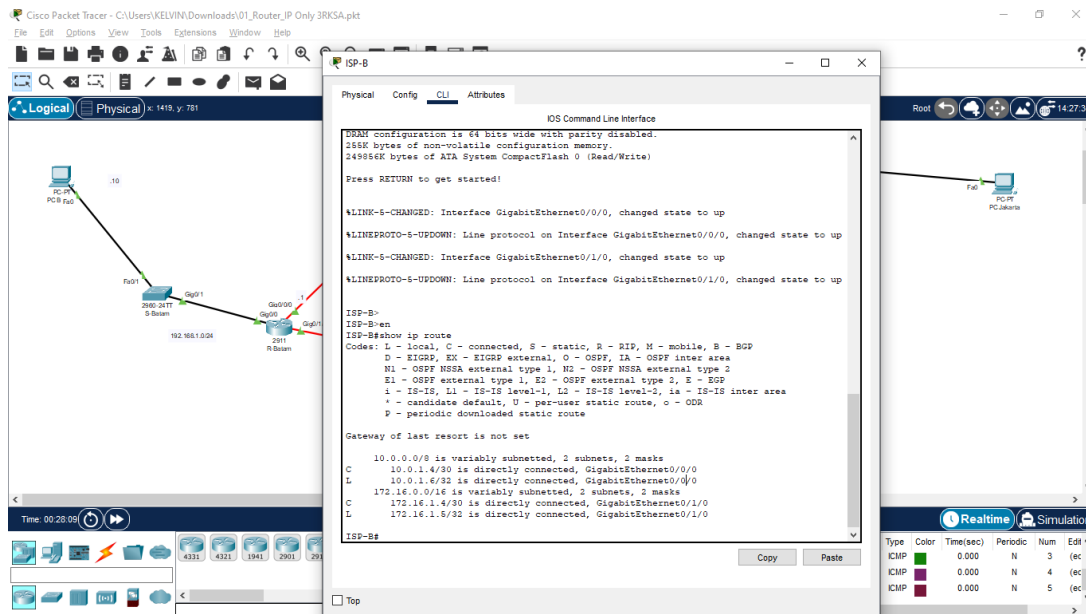 Cisco Packet Tracer - C:\Users\KELVIN\Downloads\01_Router_IP Only 3RKSA.pkt
File Edit Options View Tools Extensions Window Help
Logical Physical x: 1419, y: 781
Root 14:27:3
PC-PT
PC B Fa0
.10
Fa0/1
2960-24TT
S-Batam
Gig0/1
192.168.1.0/24
Gig0/0/0
.1
Gig0/0
Gig0/1
2911
R-Batam
Fa0
PC-PT
PC Jakarta
ISP-B
Physical Config CLI Attributes
IOS Command Line Interface
DRAM configuration is 64 bits wide with parity disabled.
255K bytes of non-volatile configuration memory.
249856K bytes of ATA System CompactFlash 0 (Read/Write)
Press RETURN to get started!
%LINK-5-CHANGED: Interface GigabitEthernet0/0/0, changed state to up
%LINEPROTO-5-UPDOWN: Line protocol on Interface GigabitEthernet0/0/0, changed state to up
%LINK-5-CHANGED: Interface GigabitEthernet0/1/0, changed state to up
%LINEPROTO-5-UPDOWN: Line protocol on Interface GigabitEthernet0/1/0, changed state to up
ISP-B>
ISP-B>en
ISP-B#show ip route
Codes: L - local, C - connected, S - static, R - RIP, M - mobile, B - BGP
D - EIGRP, EX - EIGRP external, O - OSPF, IA - OSPF inter area
N1 - OSPF NSSA external type 1, N2 - OSPF NSSA external type 2
E1 - OSPF external type 1, E2 - OSPF external type 2, E - EGP
i - IS-IS, L1 - IS-IS level-1, L2 - IS-IS level-2, ia - IS-IS inter area
* - candidate default, U - per-user static route, o - ODR
P - periodic downloaded static route
Gateway of last resort is not set
10.0.0.0/8 is variably subnetted, 2 subnets, 2 masks
C 10.0.1.4/30 is directly connected, GigabitEthernet0/0/0
L 10.0.1.6/32 is directly connected, GigabitEthernet0/0/0
172.16.0.0/16 is variably subnetted, 2 subnets, 2 masks
C 172.16.1.4/30 is directly connected, GigabitEthernet0/1/0
L 172.16.1.5/32 is directly connected, GigabitEthernet0/1/0
ISP-B#
Copy Paste
Top
Time: 00:28:09
Realtime Simulation
4331 4321 1941 2901 291
Type Color Time(sec) Periodic Num Edit
ICMP 0.000 N 3 (ec
ICMP 0.000 N 4 (ec
ICMP 0.000 N 5 (ec